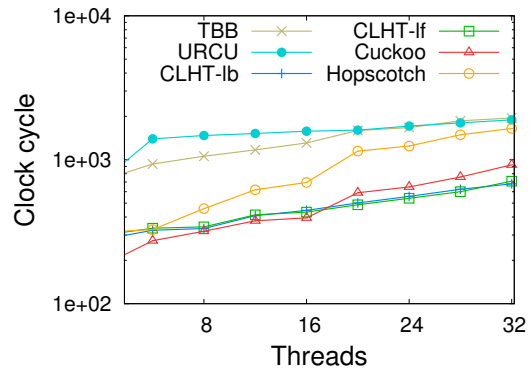 1e+04
TBB CLHT-lf
URCU Cuckoo
CLHT-lb Hopscotch
1e+03
1e+02
Clock cycle
8 16 24 32
Threads